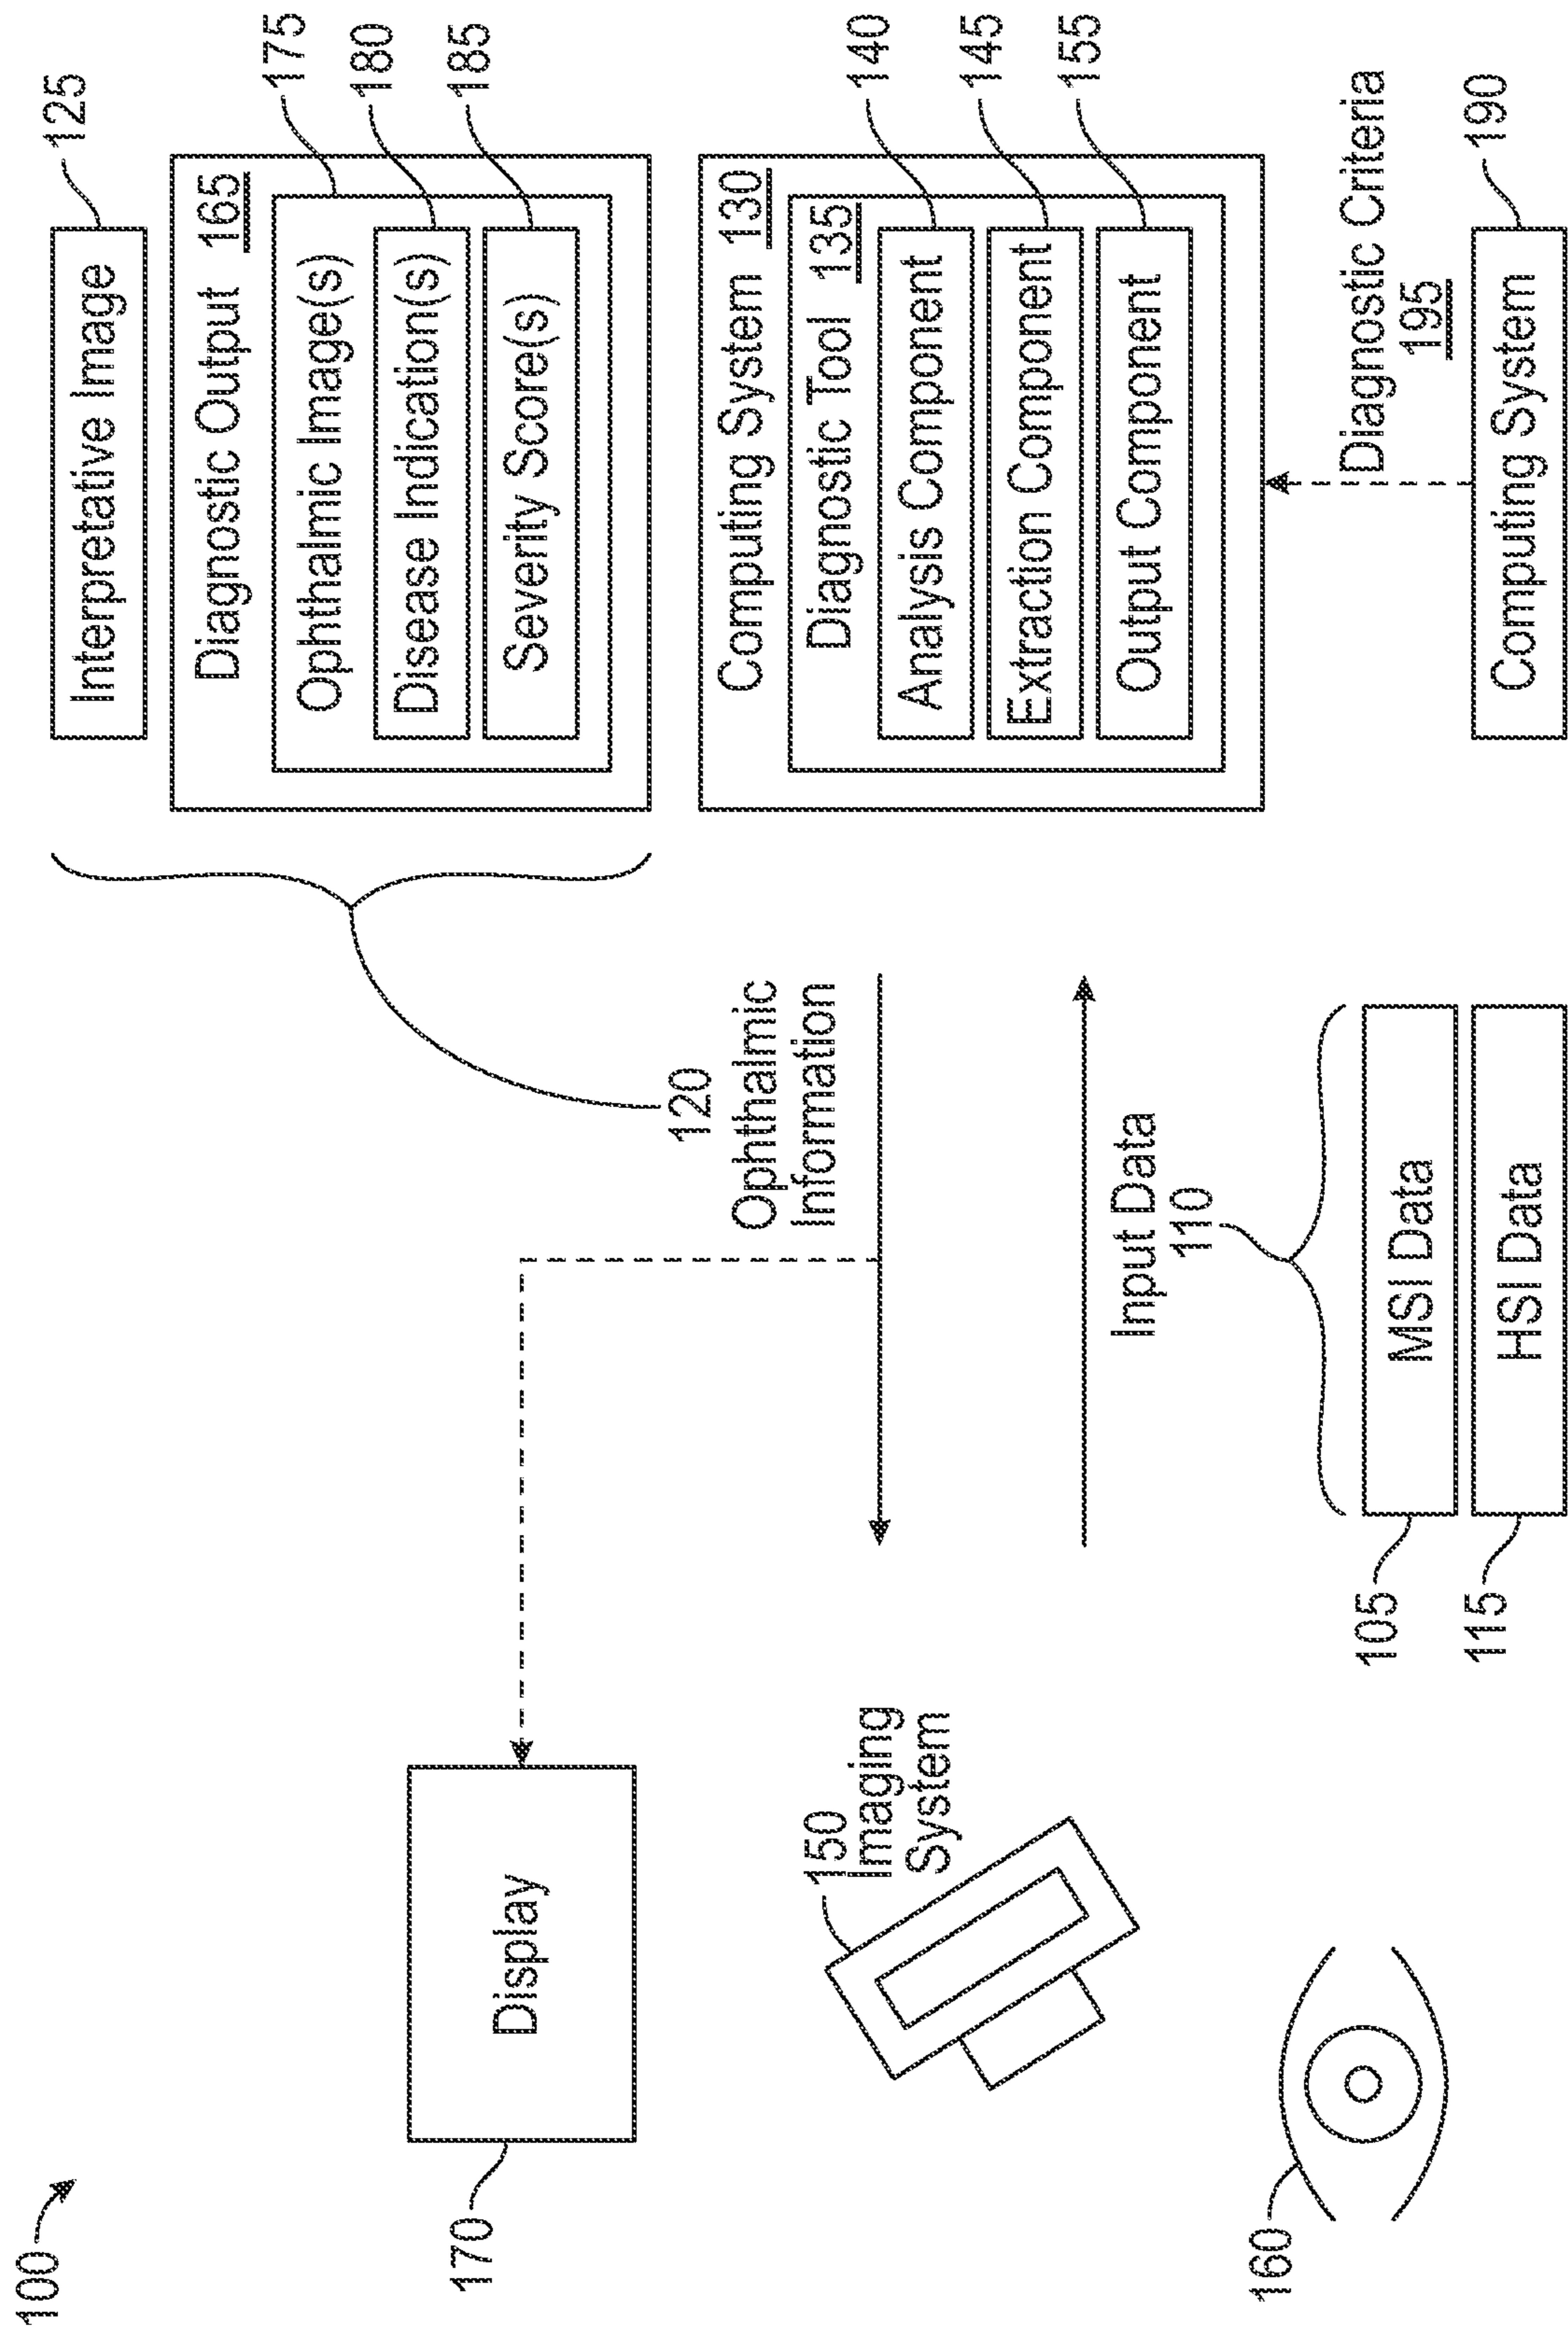 100
170
Display
150
Imaging
System
160
120
Ophthalmic
Information
Input Data
110
MSI Data
105
HSI Data
115
Interpretative Image
125
Diagnostic Output 165
Ophthalmic Image(s)
175
Disease Indication(s)
180
Severity Score(s)
185
Computing System 130
Diagnostic Tool 135
Analysis Component
140
Extraction Component
145
Output Component
155
Diagnostic Criteria
195
Computing System
190